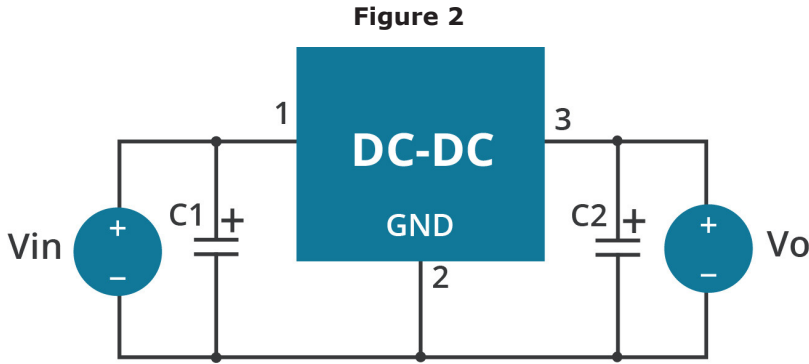 Figure 2
1
3
DC-DC
C1 +
C2 +
GND
+
+
Vin
Vo
−
−
2